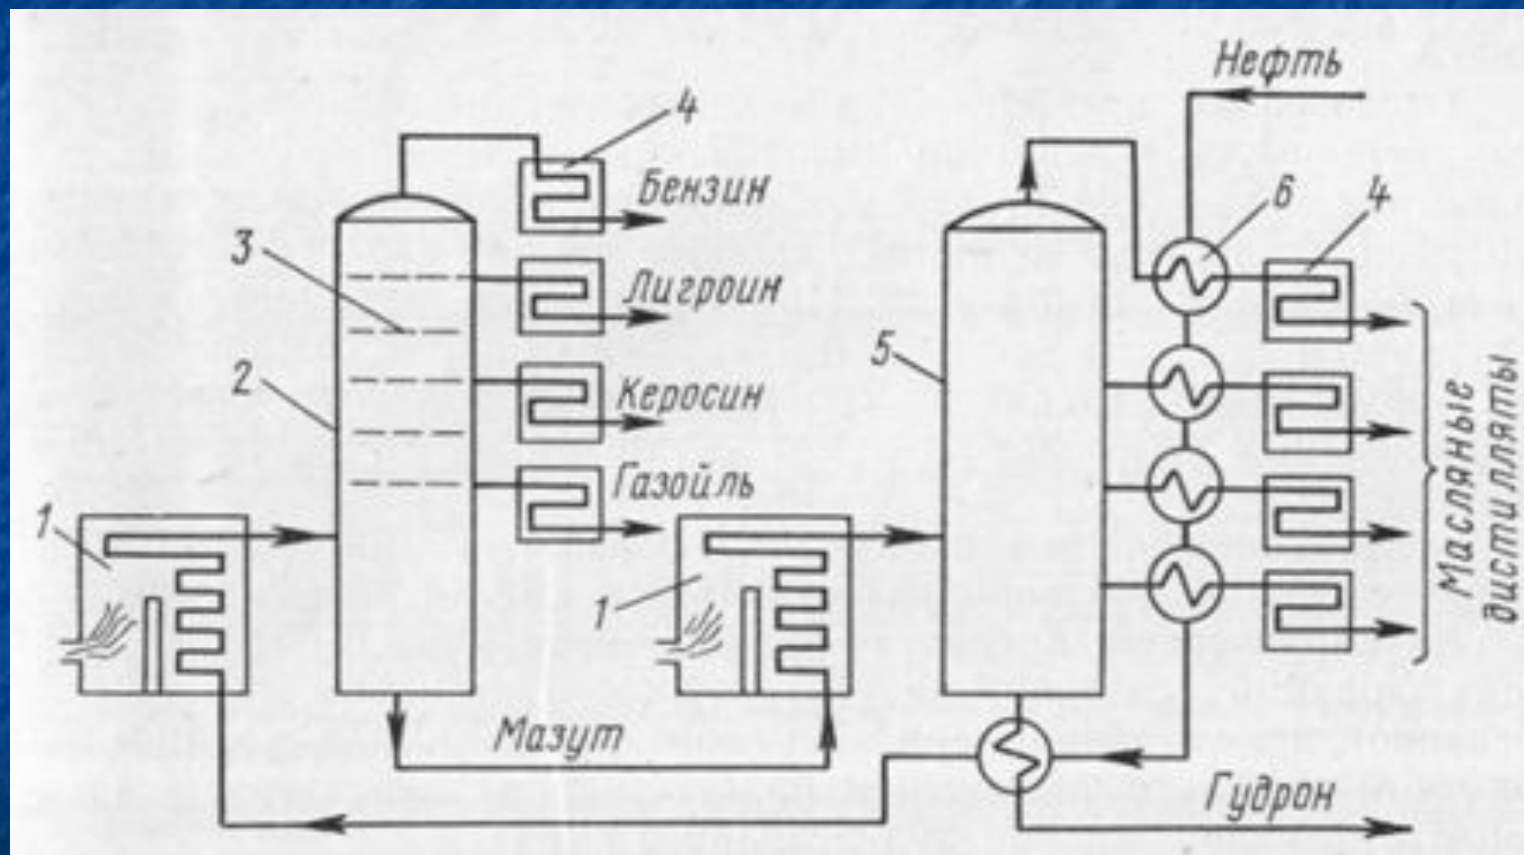 Нефть
4
Бензин
6
4
3
Лигроин
5
2
Керосин
Газойль
1
1
Масляные
дистилляты
Мазут
Гудрон